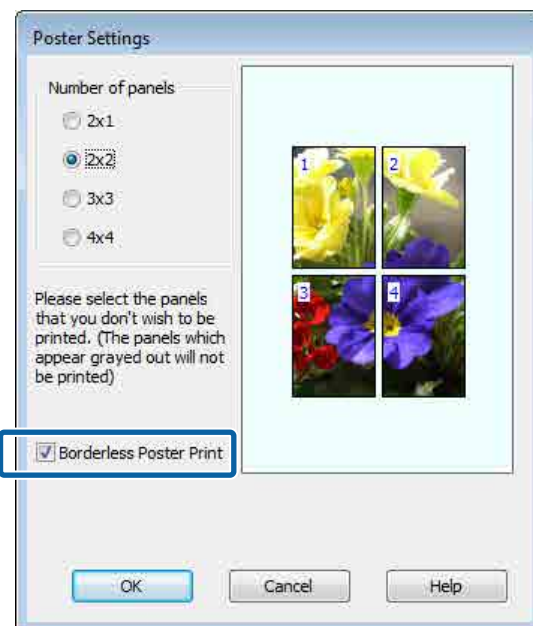 Poster Settings
Number of panels
2x1
2x2
3x3
4x4
Please select the panels
that you don't wish to be
printed. (The panels which
appear grayed out will not
be printed)
Borderless Poster Print
1
2
3
4
OK
Cancel
Help